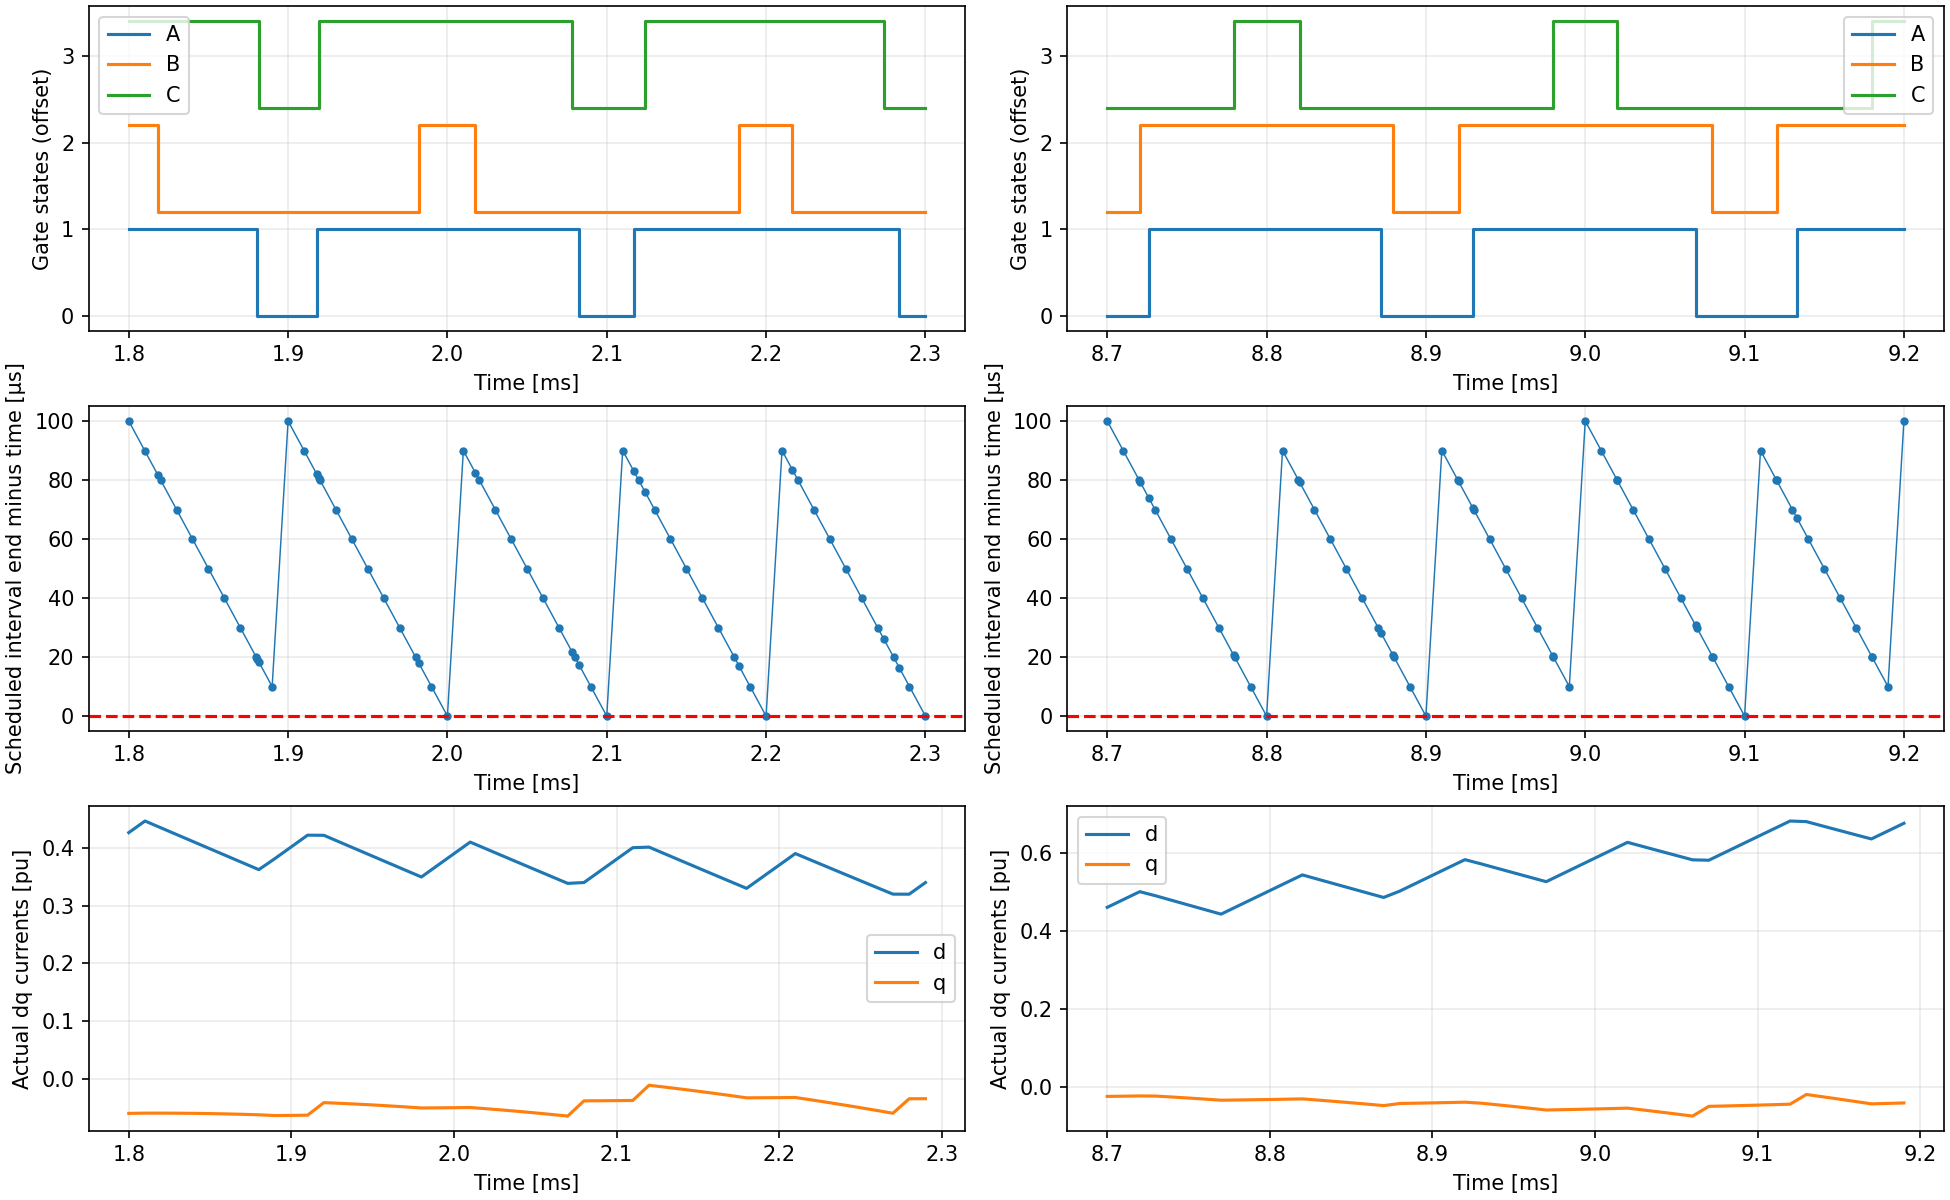 Gate states (offset)
3
2
1
0
A
B
C
1.8 1.9 2.0 2.1 2.2 2.3
Time [ms]
Gate states (offset)
3
2
1
0
A
B
C
8.7 8.8 8.9 9.0 9.1 9.2
Time [ms]
Scheduled interval end minus time [µs]
100
80
60
40
20
0
1.8 1.9 2.0 2.1 2.2 2.3
Time [ms]
Scheduled interval end minus time [µs]
100
80
60
40
20
0
8.7 8.8 8.9 9.0 9.1 9.2
Time [ms]
Actual dq currents [pu]
0.4
0.3
0.2
0.1
0.0
d
q
1.8 1.9 2.0 2.1 2.2 2.3
Time [ms]
Actual dq currents [pu]
0.6
0.4
0.2
0.0
d
q
8.7 8.8 8.9 9.0 9.1 9.2
Time [ms]